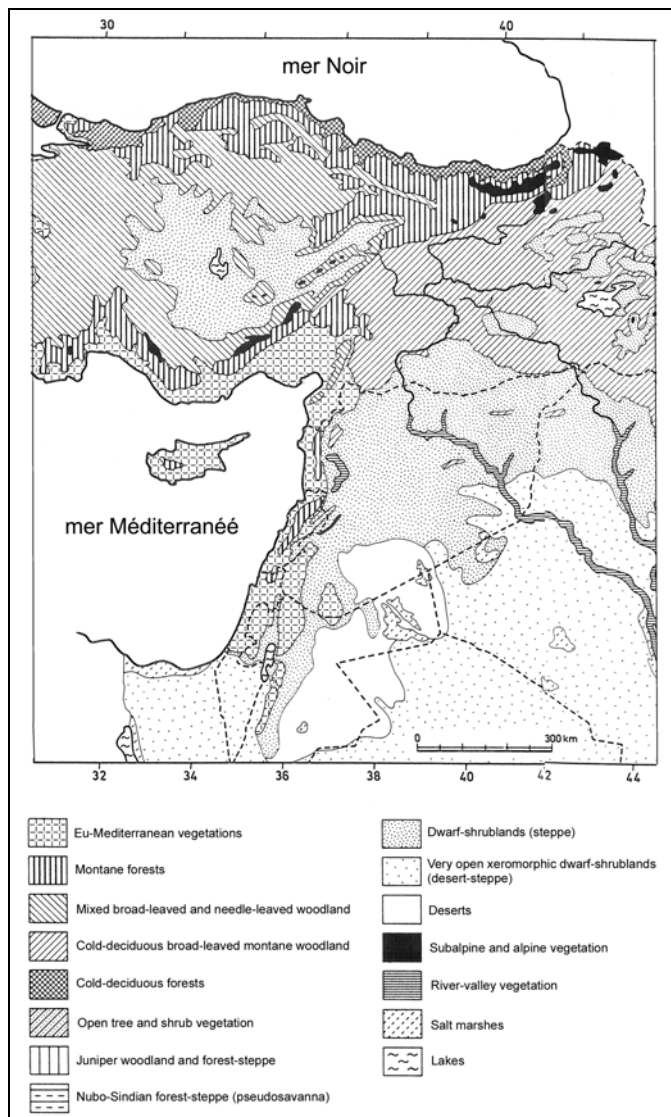 30
40
mer Noir
mer Méditerranéé
0
300 km
32
34
36
38
40
42
44
Eu-Mediterranean vegetations
Montane forests
Mixed broad-leaved and needle-leaved woodland
Cold-deciduous broad-leaved montane woodland
Cold-deciduous forests
Open tree and shrub vegetation
Juniper woodland and forest-steppe
Nubo-Sindian forest-steppe (pseudosavanna)
Dwarf-shrublands (steppe)
Very open xeromorphic dwarf-shrublands
(desert-steppe)
Deserts
Subalpine and alpine vegetation
River-valley vegetation
Salt marshes
Lakes